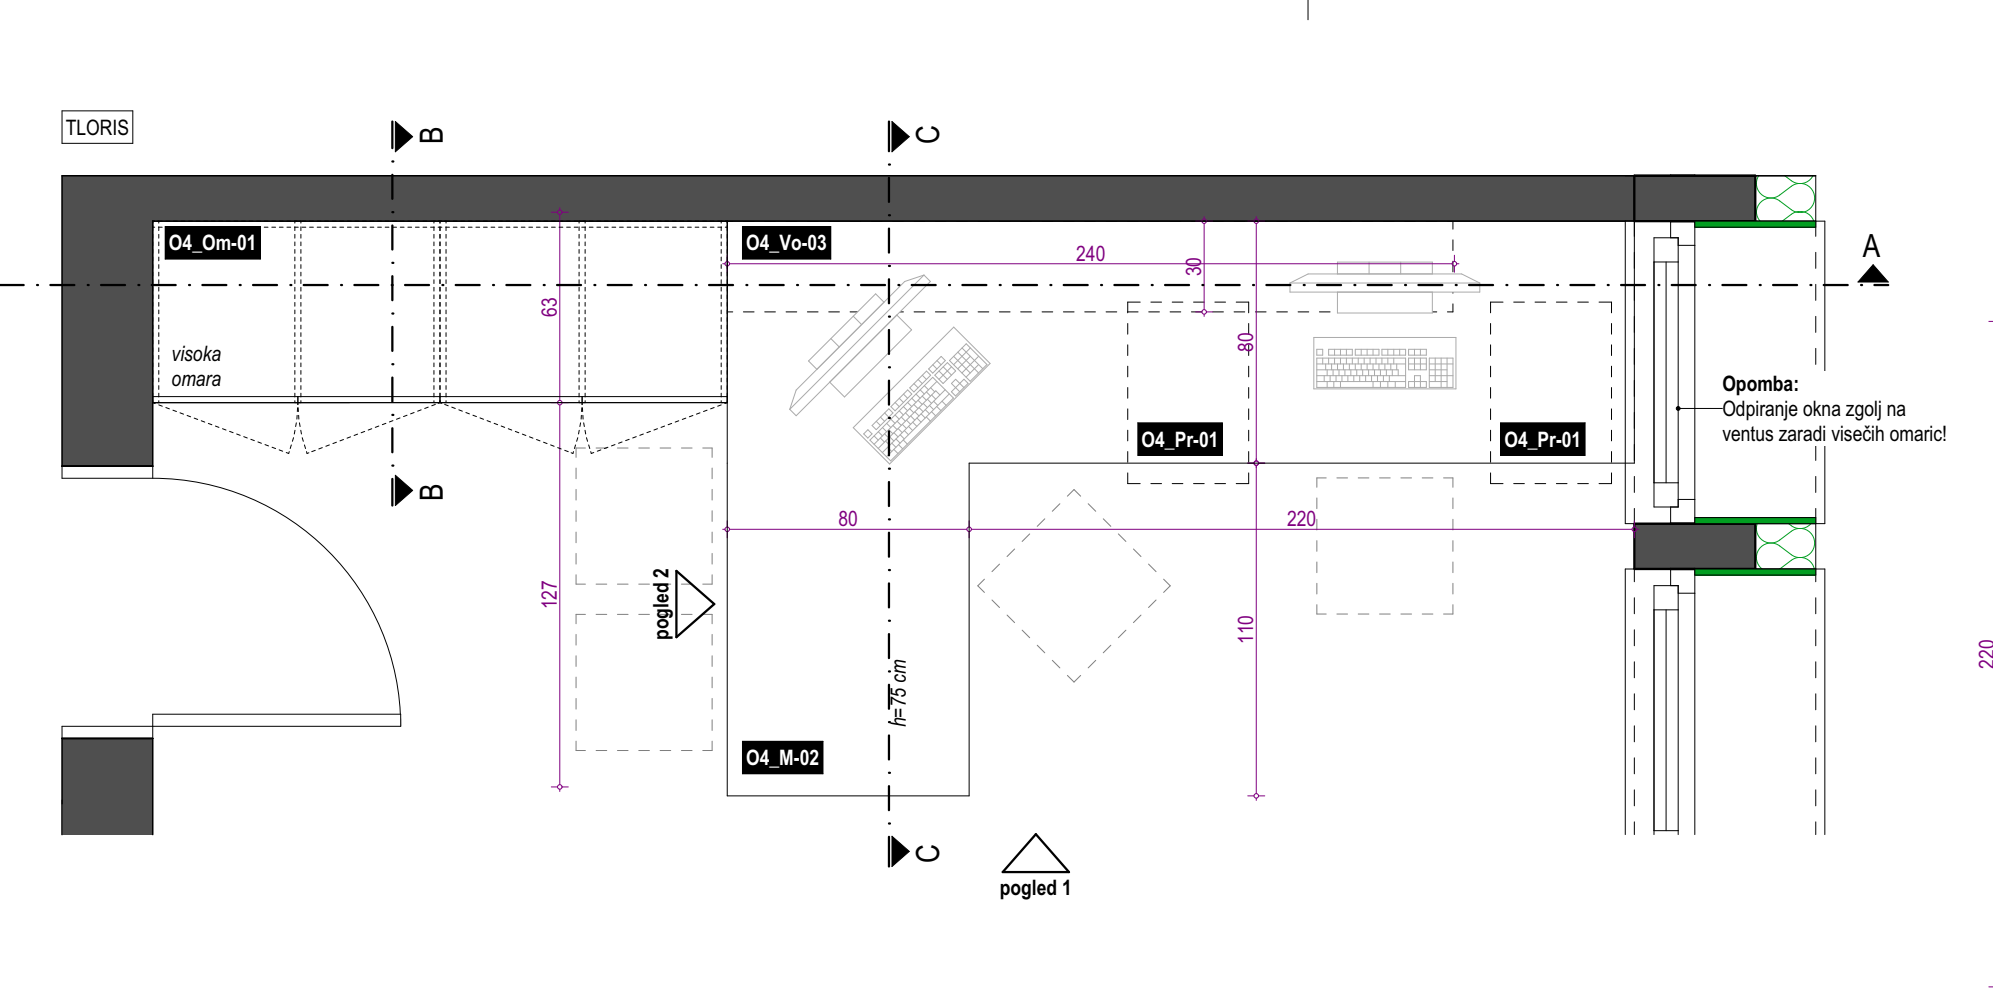 TLORIS
B
C
A
O4_Om-01
O4_Vo-03
240
30
63
80
visoka
omara
Opomba:
Odpiranje okna zgolj na
ventus zaradi visečih omaric!
O4_Pr-01
O4_Pr-01
B
80
220
127
pogled 2
110
220
h=75 cm
O4_M-02
C
pogled 1